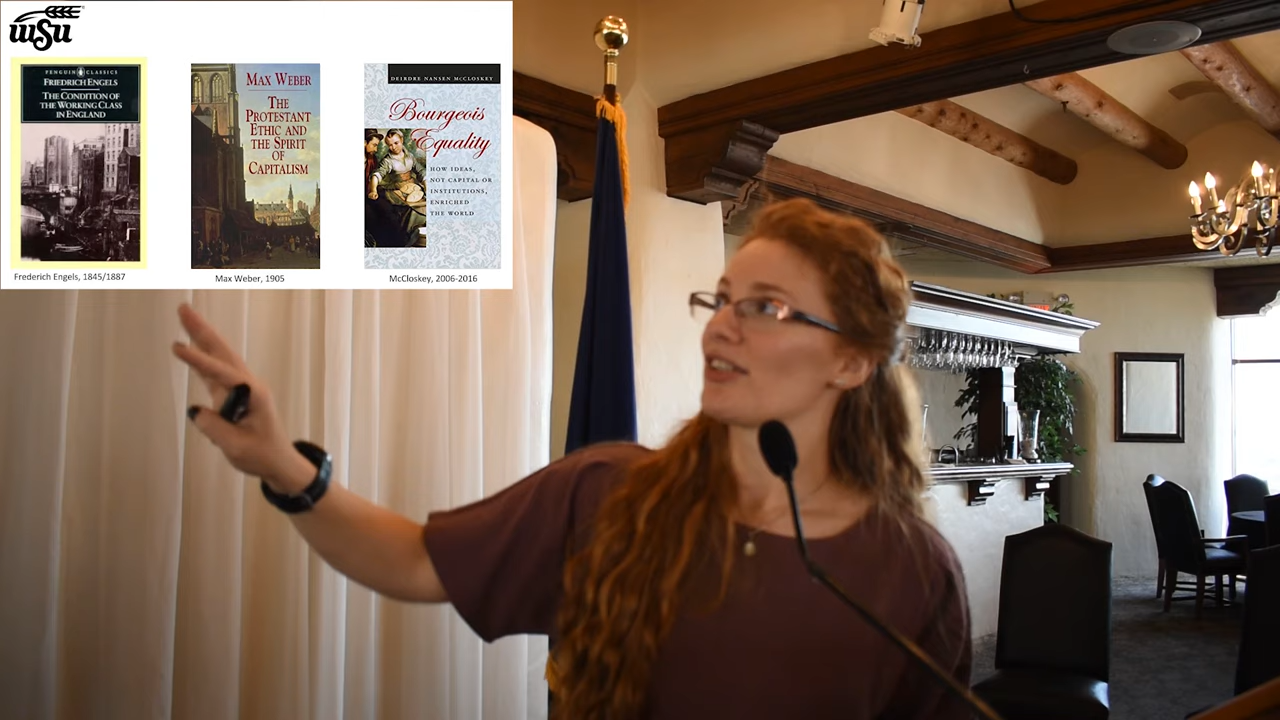 wsu
PENGUIN CLASSICS
FRIEDRICH ENGELS
THE CONDITION OF
THE WORKING CLASS
IN ENGLAND
Frederich Engels, 1845/1887
MAX WEBER
THE
PROTESTANT
ETHIC AND
THE SPIRIT
OF
CAPITALISM
Max Weber, 1905
DEIRDRE NANSEN McCLOSKEY
Bourgeois
Equality
HOW IDEAS,
NOT CAPITAL OR
INSTITUTIONS,
ENRICHED
THE WORLD
McCloskey, 2006-2016